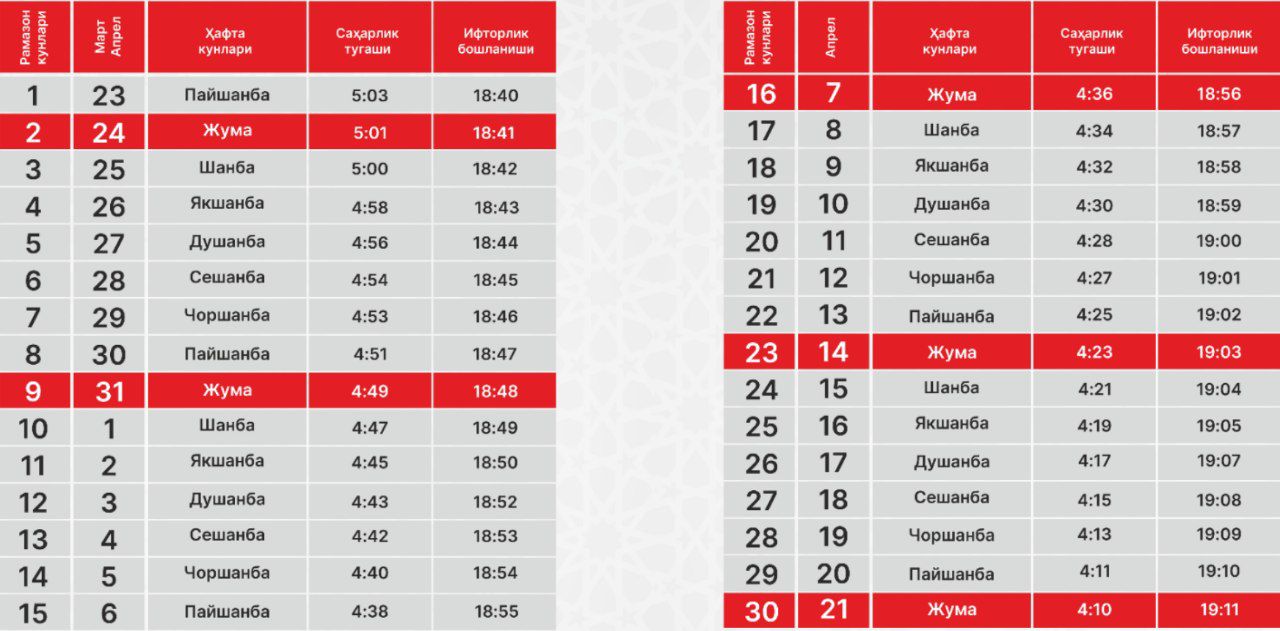 Рамазон кунлари Март Апрел Ҳафта кунлари Саҳарлик тугаши Ифторлик бошланиши
1 23 Пайшанба 5:03 18:40
2 24 Жума 5:01 18:41
3 25 Шанба 5:00 18:42
4 26 Якшанба 4:58 18:43
5 27 Душанба 4:56 18:44
6 28 Сешанба 4:54 18:45
7 29 Чоршанба 4:53 18:46
8 30 Пайшанба 4:51 18:47
9 31 Жума 4:49 18:48
10 1 Шанба 4:47 18:49
11 2 Якшанба 4:45 18:50
12 3 Душанба 4:43 18:52
13 4 Сешанба 4:42 18:53
14 5 Чоршанба 4:40 18:54
15 6 Пайшанба 4:38 18:55
Рамазон кунлари Апрел Ҳафта кунлари Саҳарлик тугаши Ифторлик бошланиши
16 7 Жума 4:36 18:56
17 8 Шанба 4:34 18:57
18 9 Якшанба 4:32 18:58
19 10 Душанба 4:30 18:59
20 11 Сешанба 4:28 19:00
21 12 Чоршанба 4:27 19:01
22 13 Пайшанба 4:25 19:02
23 14 Жума 4:23 19:03
24 15 Шанба 4:21 19:04
25 16 Якшанба 4:19 19:05
26 17 Душанба 4:17 19:07
27 18 Сешанба 4:15 19:08
28 19 Чоршанба 4:13 19:09
29 20 Пайшанба 4:11 19:10
30 21 Жума 4:10 19:11